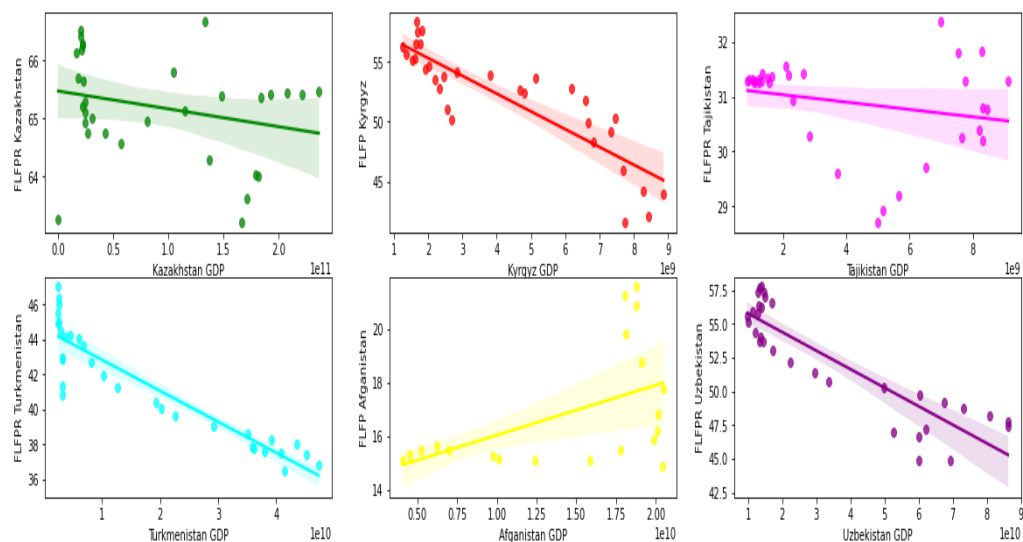 FLFPR Kazakhstan
66
65
64
0.0 0.5 1.0 1.5 2.0
1e11
Kazakhstan GDP
FLFP Kyrgyz
55
50
45
1 2 3 4 5 6 7 8 9
1e9
Kyrgyz GDP
FLFPR Tajikistan
32
31
30
29
2 4 6 8
1e9
Tajikistan GDP
FLFPR Turkmenistan
46
44
42
40
38
36
1 2 3 4
1e10
Turkmenistan GDP
FLFP Afganistan
20
18
16
14
0.50 0.75 1.00 1.25 1.50 1.75 2.00
1e10
Afganistan GDP
FLFPR Uzbekistan
57.5
55.0
52.5
50.0
47.5
45.0
42.5
1 2 3 4 5 6 7 8 9
1e10
Uzbekistan GDP